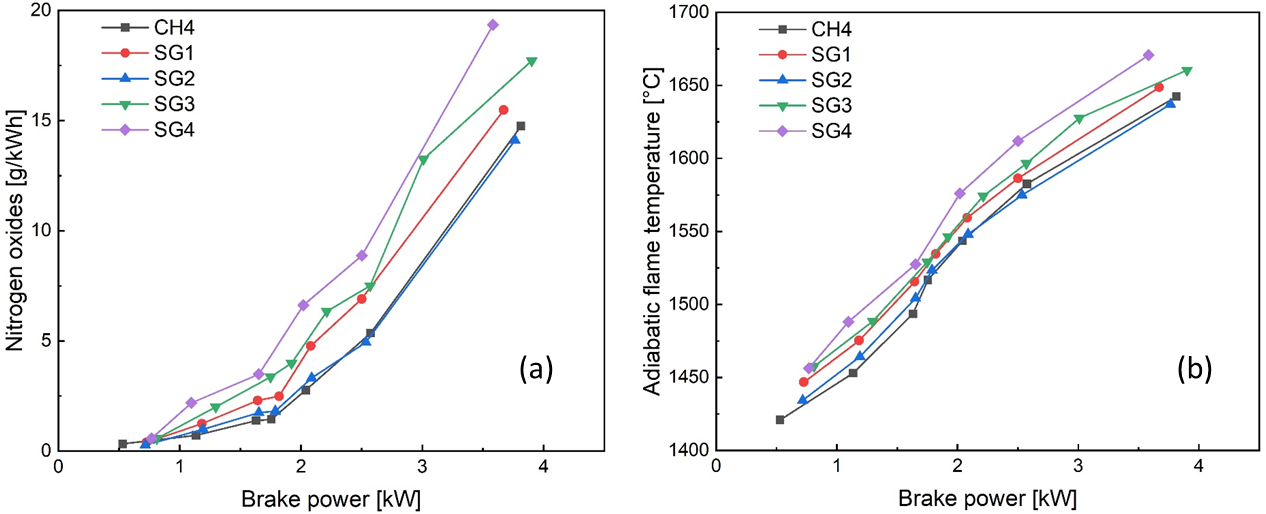 20
15
10
5
0
Nitrogen oxides [g/kWh]
CH4
SG1
SG2
SG3
SG4
(a)
0 1 2 3 4
Brake power [kW]
1700
1650
1600
1550
1500
1450
1400
Adiabatic flame temperature [°C]
CH4
SG1
SG2
SG3
SG4
(b)
0 1 2 3 4
Brake power [kW]